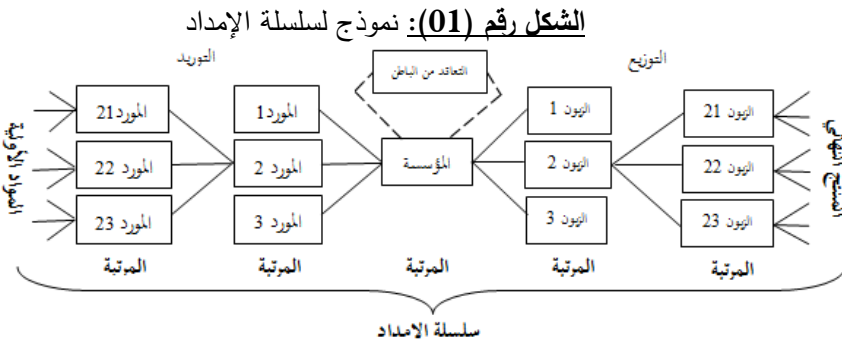 الشكل رقم (01): نموذج لسلسلة الإمداد
التوزيع
التوريد
التعاقد من الباطن
الزبون 21
الزبون 1
المؤسسة
المورد1
المورد21
الزبون 22
الزبون 2
المورد 2
المورد 22
الزبون 23
الزبون 3
المورد 3
المورد 23
المنتج النهائي
المواد الأولية
المرتبة
المرتبة
المرتبة
المرتبة
المرتبة
سلسلة الامداد